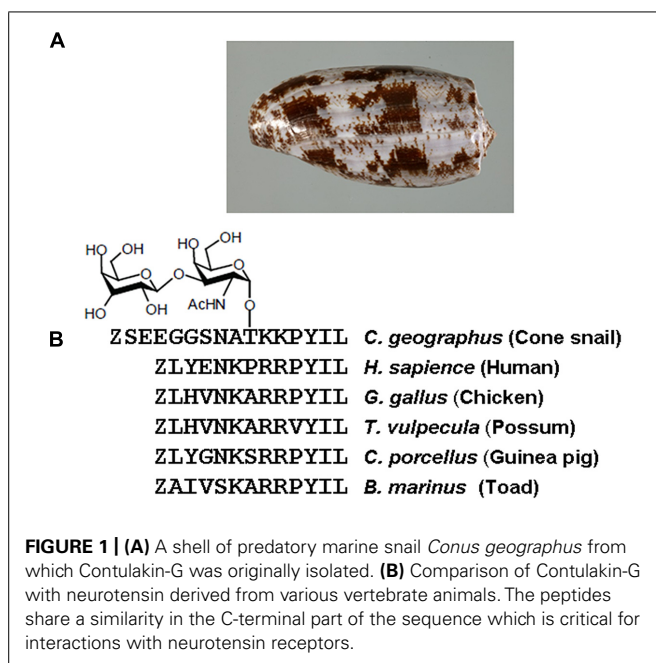 A
HO OH HO OH
O O O
HO OH AcHN O
B ZSEEGGSNATKKPYIL C. geographus (Cone snail)
ZLYENKPRRPYIL H. sapience (Human)
ZLHVNKARRPYIL G. gallus (Chicken)
ZLHVNKARRVYIL T. vulpecula (Possum)
ZLYGNKSRRPYIL C. porcellus (Guinea pig)
ZAIVSKARRPYIL B. marinus (Toad)
FIGURE 1 | (A) A shell of predatory marine snail Conus geographus from
which Contulakin-G was originally isolated. (B) Comparison of Contulakin-G
with neurotensin derived from various vertebrate animals. The peptides
share a similarity in the C-terminal part of the sequence which is critical for
interactions with neurotensin receptors.